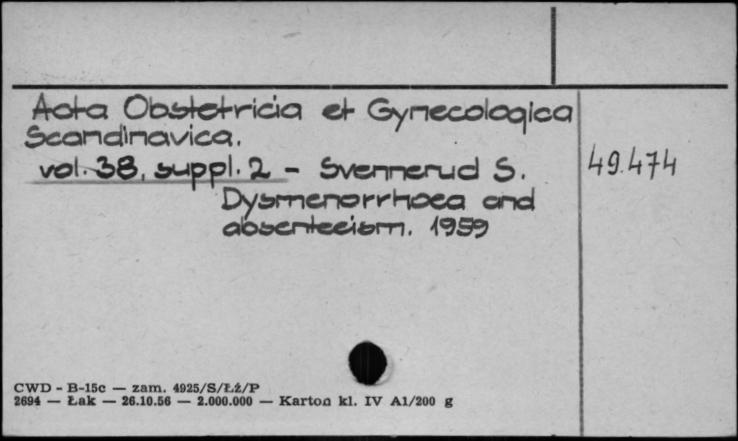 Acta Obstetricia et Gynecologica
Scandinavica.
vol. 38, suppl. 2 - Svennerud S.
Dysmenorrhoea and
absenteeism. 1959
49.474
CWD - B-15c — zam. 4925/S/Łź/P
2694 — Łak — 26.10.56 — 2.000.000 — Karton kl. IV A1/200 g